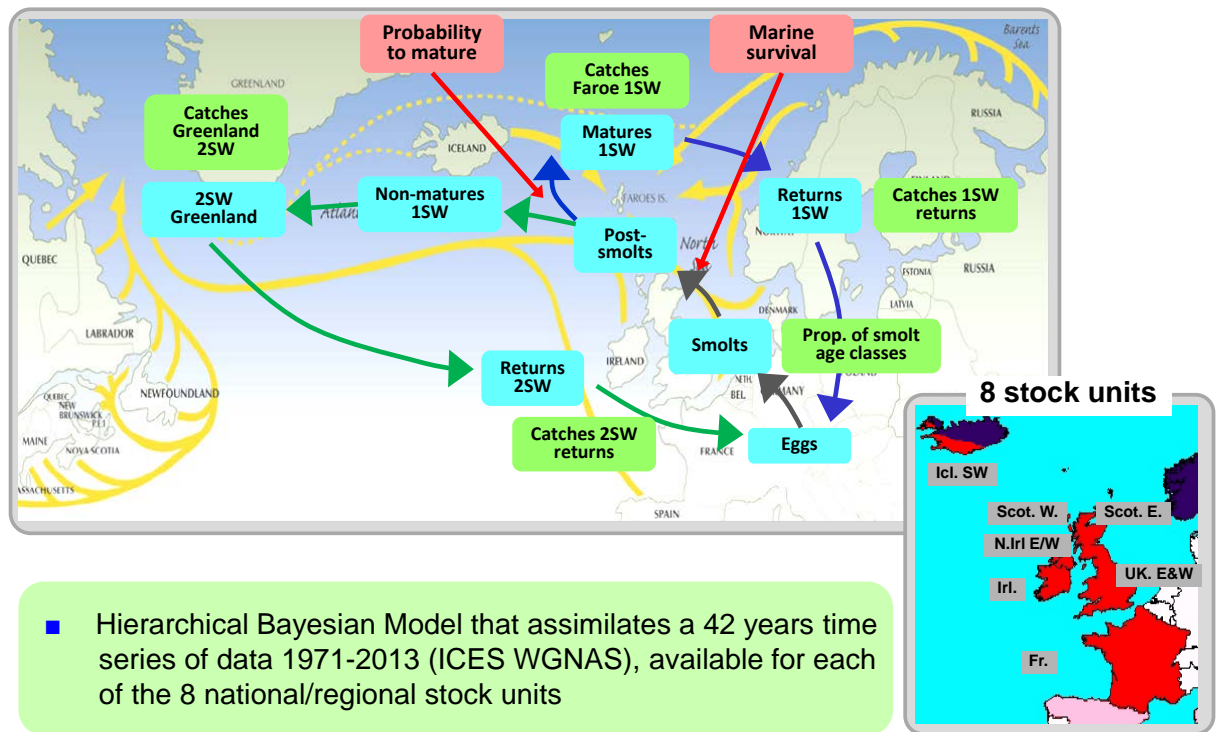 Probability
to mature
Marine
survival
Barents
Sea
GREENLAND
Catches
Faroe 1SW
RUSSIA
Catches
Greenland
2SW
ICELAND
Matures
1SW
2SW
Greenland
Non-matures
1SW
FAROES IS.
Returns
1SW
Catches 1SW
returns
Post-
smolts
North
QUEBEC
ESTONIA
RUSSIA
LATVIA
DENMARK
LABRADOR
Smolts
Prop. of smolt
age classes
IRELAND
Returns
2SW
NETH.
BEL.
NEWFOUNDLAND
QUEBEC
NEW
BRUNSWICK
P.E.I
MAINE
NOVA SCOTIA
Catches 2SW
returns
FRANCE
Eggs
SPAIN
8 stock units
Icl. SW
Scot. W.
Scot. E.
N.Irl E/W
UK. E&W
Irl.
Fr.
■ Hierarchical Bayesian Model that assimilates a 42 years time
series of data 1971-2013 (ICES WGNAS), available for each
of the 8 national/regional stock units